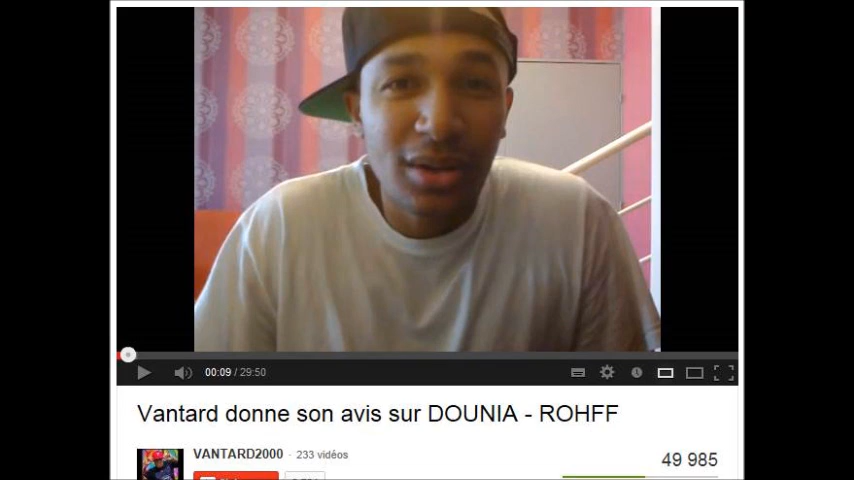 00:09 / 29:50
Vantard donne son avis sur DOUNIA - ROHFF
VANTARD2000 · 233 vidéos
49 985